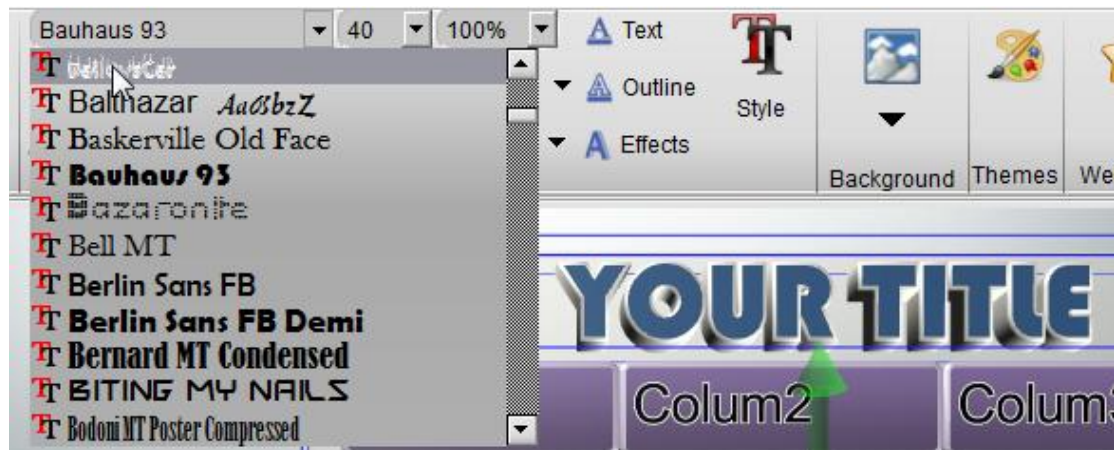 Bauhaus 93 40 100% Text
Outline
Style
Effects
Background Themes We
Balthazar AaßbzZ
Baskerville Old Face
Bauhaus 93
Bazaronite
Bell MT
Berlin Sans FB
Berlin Sans FB Demi
Bernard MT Condensed
BITING MY NAILS
Bodoni MT Poster Compressed
YOUR TITLE
Colum2 Colum3